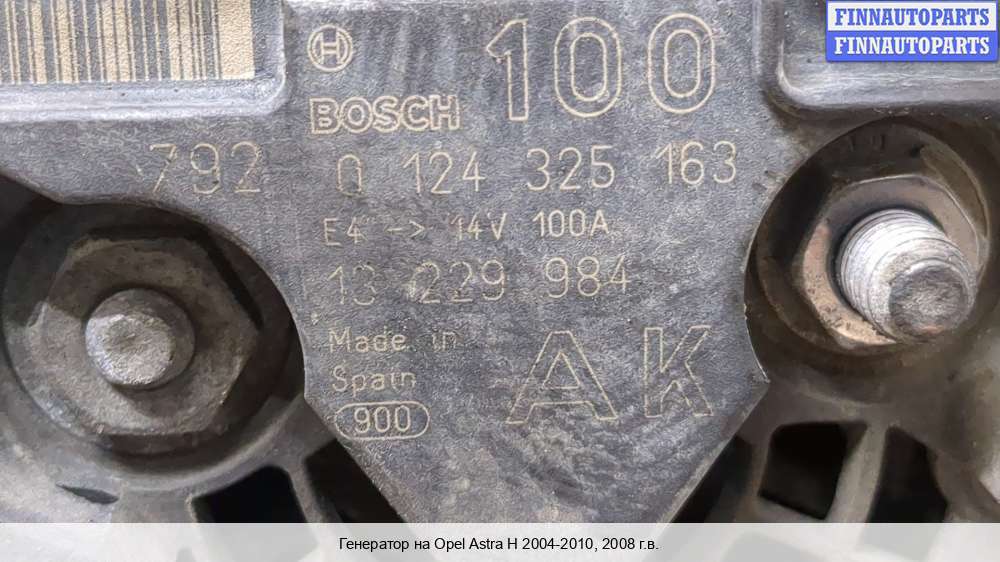 FINNAUTOPARTS
FINNAUTOPARTS
100
BOSCH
792 0 124 325 163
E4 -> 14V 100A
13 229 984
Made in
Spain
AK
900
Генератор на Opel Astra H 2004-2010, 2008 г.в.